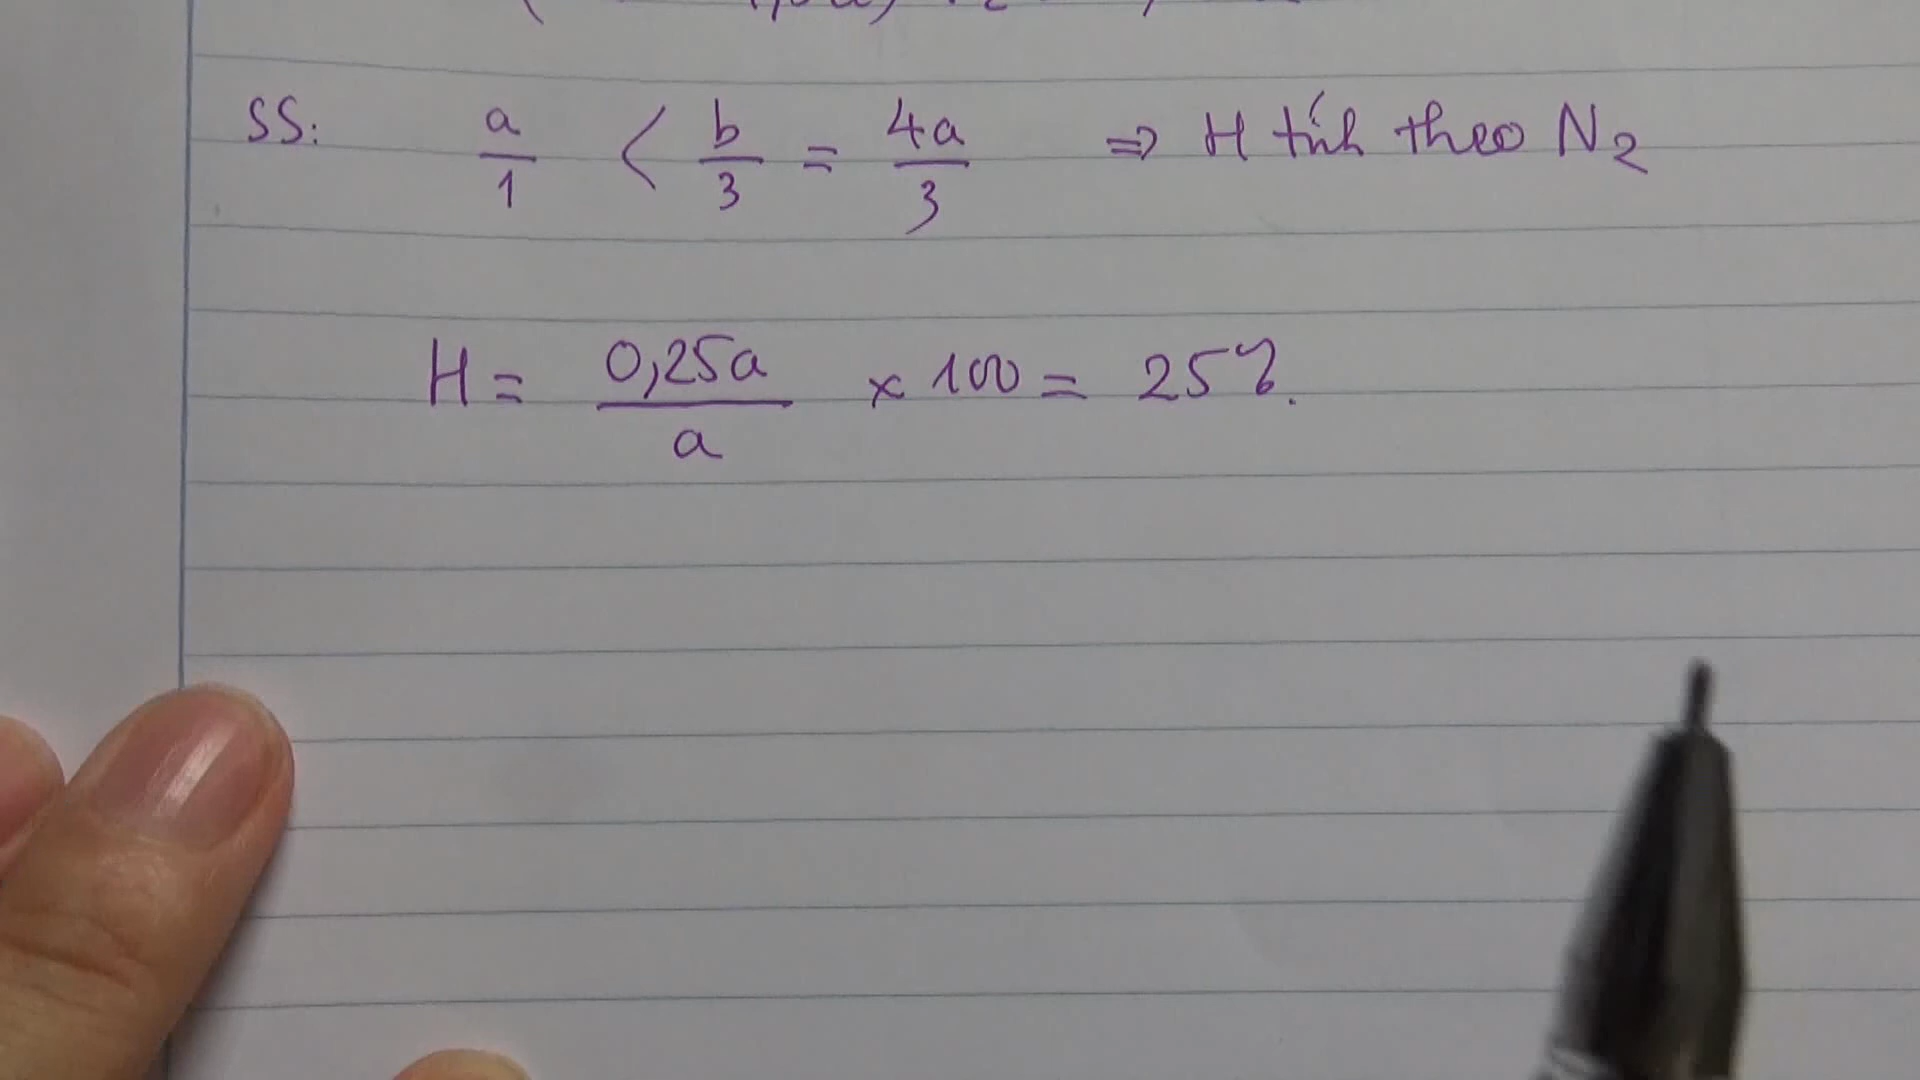 SS: a/1 < b/3 = 4a/3 ⇒ H tính theo N₂
H = 0,25a/a × 100 = 25%.